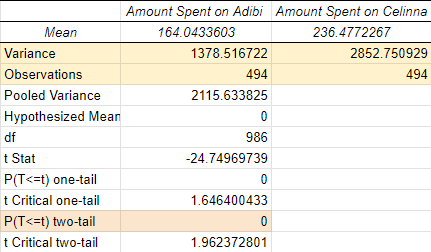 Amount Spent on Adibi Amount Spent on Celinna
Mean 164.0433603 236.4772267
Variance 1378.516722 2852.750929
Observations 494 494
Pooled Variance 2115.633825
Hypothesized Mean 0
df 986
t Stat -24.74969739
P(T<=t) one-tail 0
t Critical one-tail 1.646400433
P(T<=t) two-tail 0
t Critical two-tail 1.962372801